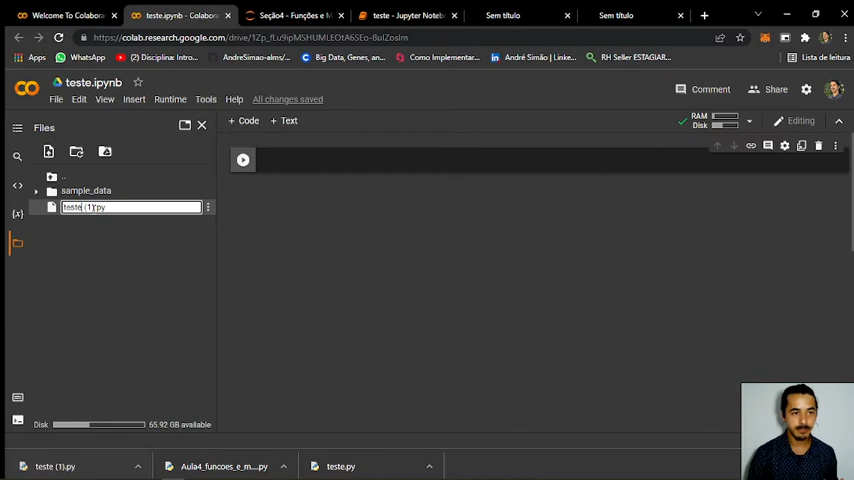 Welcome To Colabora
teste.ipynb - Colabora
Seção4 - Funções e M
teste - Jupyter Noteb
Sem título
Sem título
https://colab.research.google.com/drive/1Zp_fLu9ipMSHUMLEOtA6SEo-BulZoslm
Apps
WhatsApp
(2) Disciplina: Introd...
AndreSimao-alms/...
Big Data, Genes, an...
Como Implementar...
André Simão | Linke...
RH Seller ESTAGIAR...
Lista de leitura
teste.ipynb
Comment
Share
File Edit View Insert Runtime Tools Help All changes saved
Files
+ Code + Text
RAM
Disk
Editing
..
sample_data
teste (1).py
{x}
Disk
65.92 GB available
teste (1).py
Aula4_funcoes_e_m....py
teste.py